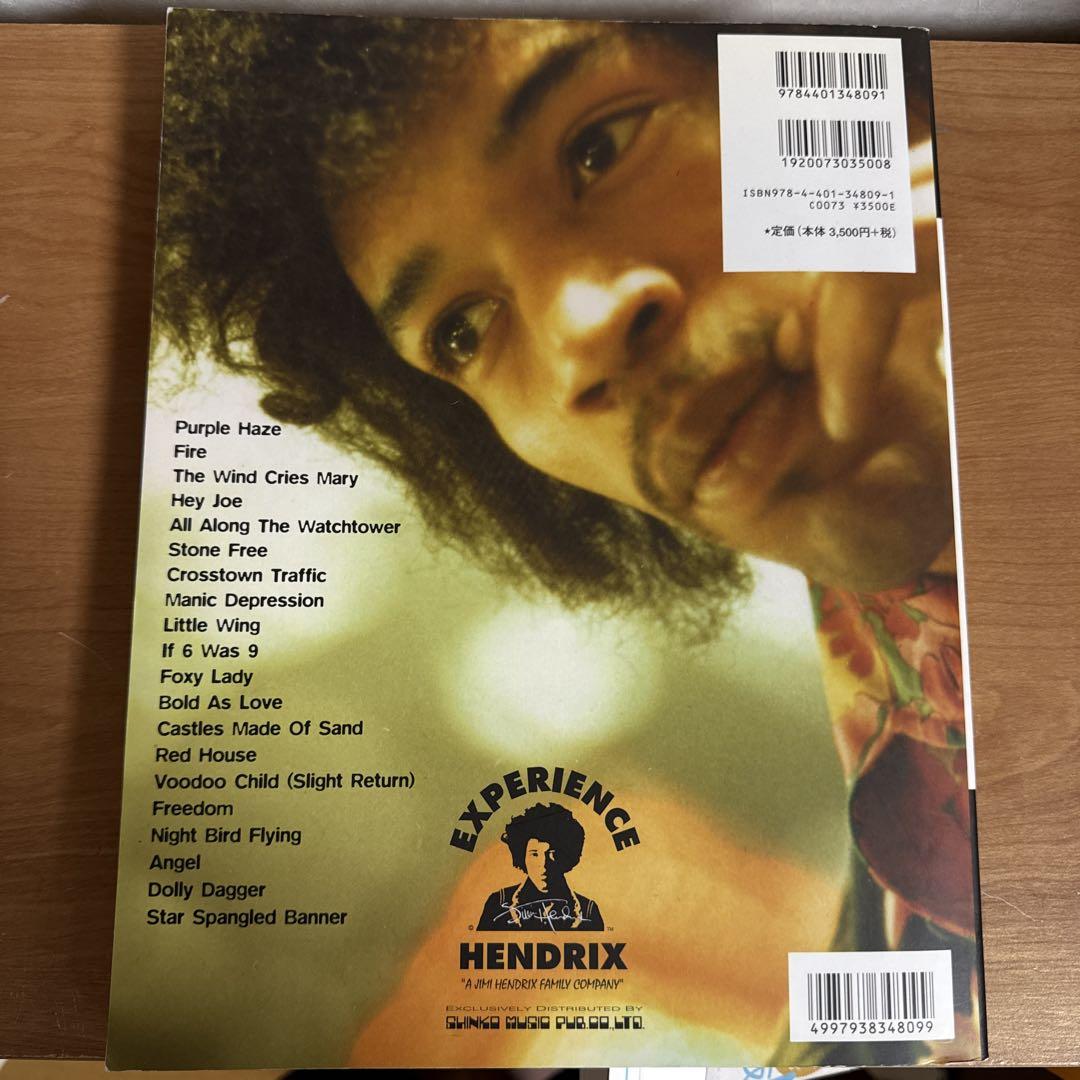 9784401348091
1920073035008
ISBN978-4-401-34809-1
C0073 ¥3500E
★定価(本体 3,500円+税)
Purple Haze
Fire
The Wind Cries Mary
Hey Joe
All Along The Watchtower
Stone Free
Crosstown Traffic
Manic Depression
Little Wing
If 6 Was 9
Foxy Lady
Bold As Love
Castles Made Of Sand
Red House
Voodoo Child (Slight Return)
Freedom
Night Bird Flying
Angel
Dolly Dagger
Star Spangled Banner
EXPERIENCE
Jimi Hendrix
© ™
HENDRIX
"A JIMI HENDRIX FAMILY COMPANY"
EXCLUSIVELY DISTRIBUTED BY
SHINKO MUSIC PUB.CO.,LTD.
4997938348099